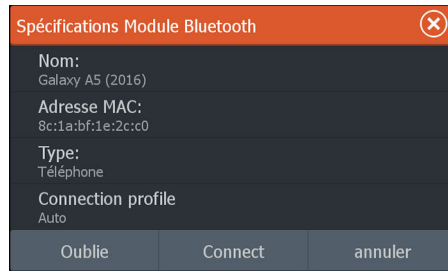 Spécifications Module Bluetooth
Nom:
Galaxy A5 (2016)
Adresse MAC:
8c:1a:bf:1e:2c:c0
Type:
Téléphone
Connection profile
Auto
Oublie Connect annuler